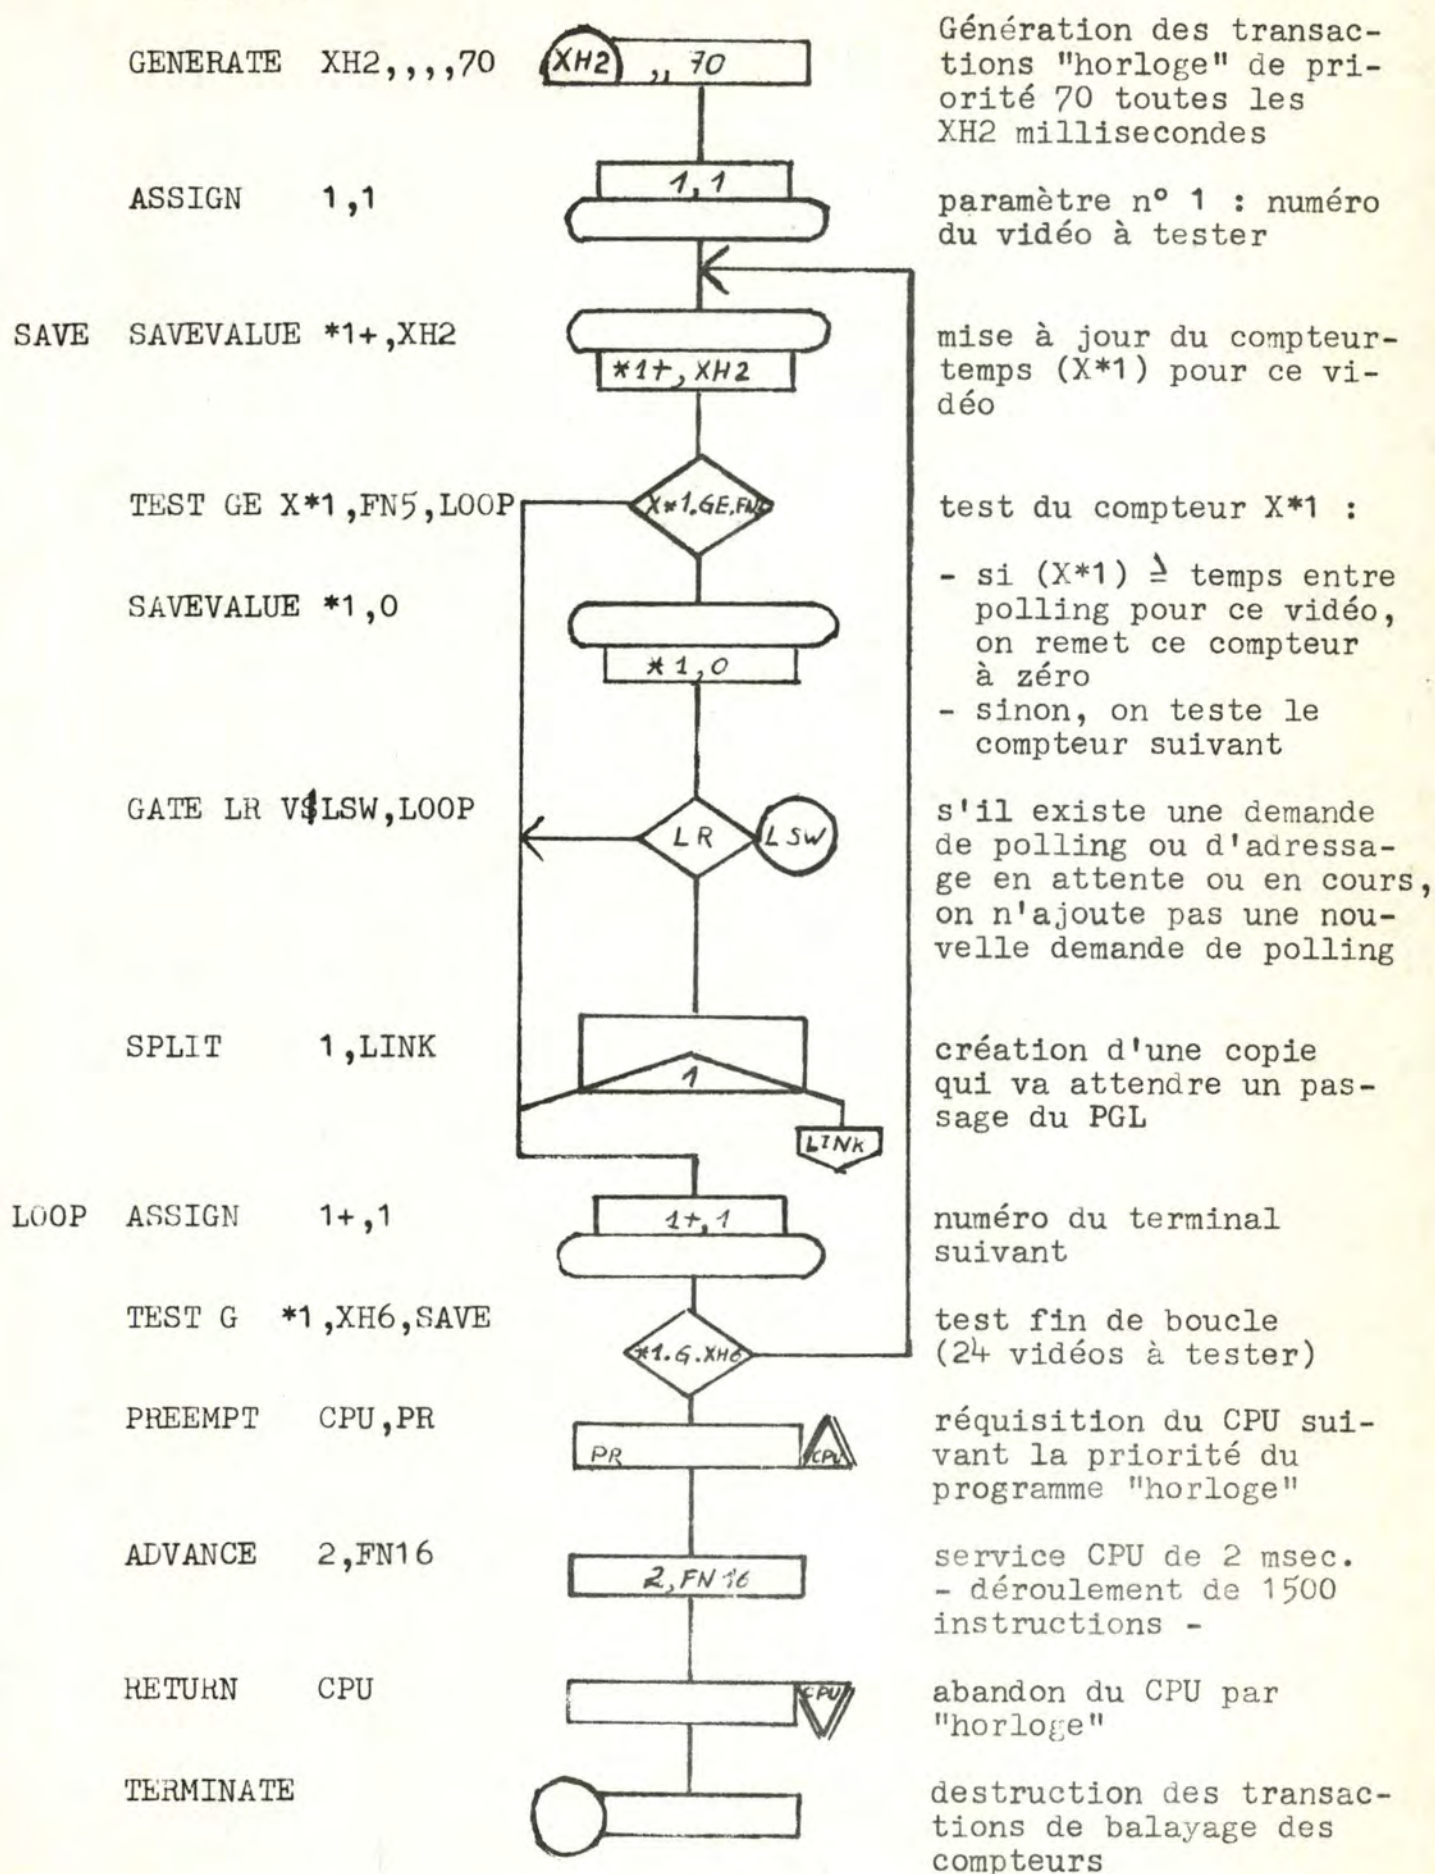 GENERATE XH2,,,,70
XH2 ,, 70
Génération des transac-
tions "horloge" de pri-
orité 70 toutes les
XH2 millisecondes
ASSIGN 1,1
1,1
paramètre n° 1 : numéro
du vidéo à tester
SAVE SAVEVALUE *1+,XH2
*1+, XH2
mise à jour du compteur-
temps (X*1) pour ce vi-
déo
TEST GE X*1,FN5,LOOP
X*1.GE.FN5
test du compteur X*1 :
- si (X*1) ≥ temps entre
polling pour ce vidéo,
on remet ce compteur
à zéro
- sinon, on teste le
compteur suivant
SAVEVALUE *1,0
*1,0
GATE LR V$LSW,LOOP
LR
LSW
s'il existe une demande
de polling ou d'adressa-
ge en attente ou en cours,
on n'ajoute pas une nou-
velle demande de polling
SPLIT 1,LINK
1
LINK
création d'une copie
qui va attendre un pas-
sage du PGL
LOOP ASSIGN 1+,1
1+,1
numéro du terminal
suivant
TEST G *1,XH6,SAVE
*1.G.XH6
test fin de boucle
(24 vidéos à tester)
PREEMPT CPU,PR
PR
CPU
réquisition du CPU sui-
vant la priorité du
programme "horloge"
ADVANCE 2,FN16
2,FN16
service CPU de 2 msec.
- déroulement de 1500
instructions -
RETURN CPU
CPU
abandon du CPU par
"horloge"
TERMINATE
destruction des transac-
tions de balayage des
compteurs